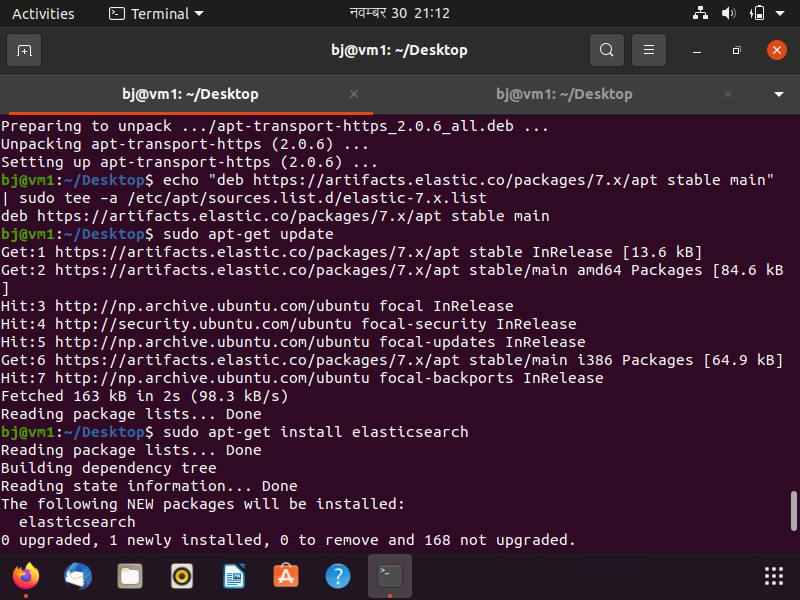 Activities
Terminal
नवम्बर 30 21:12
bj@vm1: ~/Desktop
bj@vm1: ~/Desktop
bj@vm1: ~/Desktop
Preparing to unpack .../apt-transport-https_2.0.6_all.deb ...
Unpacking apt-transport-https (2.0.6) ...
Setting up apt-transport-https (2.0.6) ...
bj@vm1:~/Desktop$ echo "deb https://artifacts.elastic.co/packages/7.x/apt stable main"
| sudo tee -a /etc/apt/sources.list.d/elastic-7.x.list
deb https://artifacts.elastic.co/packages/7.x/apt stable main
bj@vm1:~/Desktop$ sudo apt-get update
Get:1 https://artifacts.elastic.co/packages/7.x/apt stable InRelease [13.6 kB]
Get:2 https://artifacts.elastic.co/packages/7.x/apt stable/main amd64 Packages [84.6 kB
]
Hit:3 http://np.archive.ubuntu.com/ubuntu focal InRelease
Hit:4 http://security.ubuntu.com/ubuntu focal-security InRelease
Hit:5 http://np.archive.ubuntu.com/ubuntu focal-updates InRelease
Get:6 https://artifacts.elastic.co/packages/7.x/apt stable/main i386 Packages [64.9 kB]
Hit:7 http://np.archive.ubuntu.com/ubuntu focal-backports InRelease
Fetched 163 kB in 2s (98.3 kB/s)
Reading package lists... Done
bj@vm1:~/Desktop$ sudo apt-get install elasticsearch
Reading package lists... Done
Building dependency tree
Reading state information... Done
The following NEW packages will be installed:
  elasticsearch
0 upgraded, 1 newly installed, 0 to remove and 168 not upgraded.